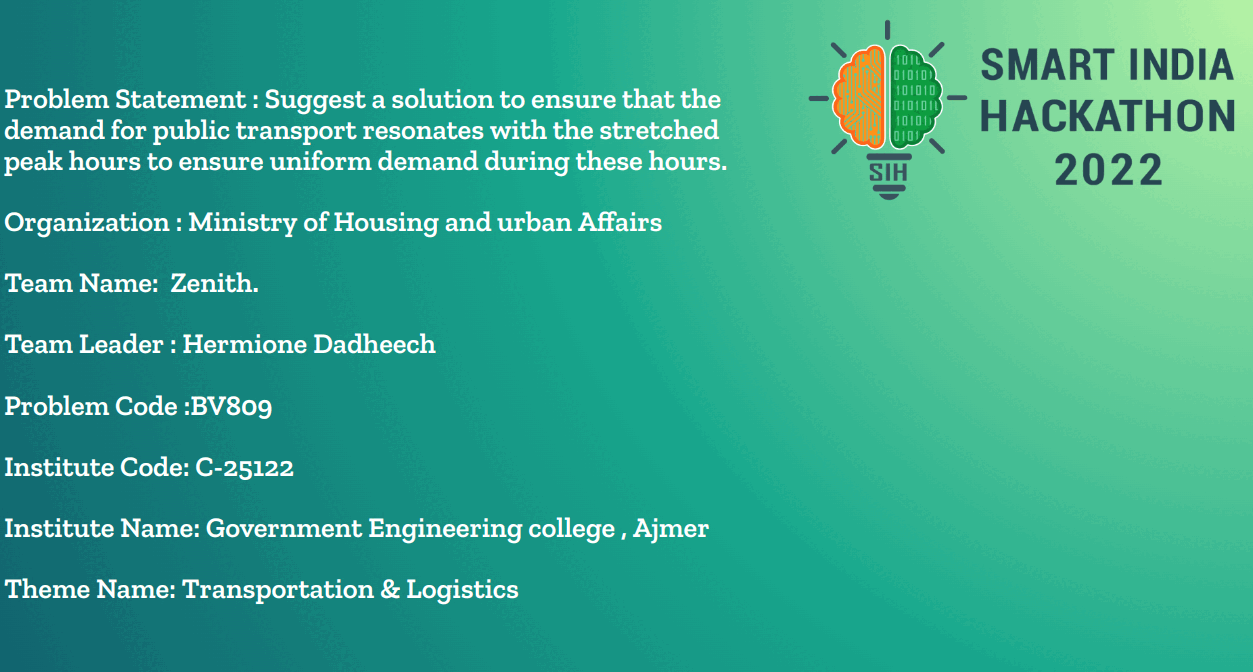 Problem Statement : Suggest a solution to ensure that the
demand for public transport resonates with the stretched
peak hours to ensure uniform demand during these hours.
Organization : Ministry of Housing and urban Affairs
Team Name: Zenith.
Team Leader : Hermione Dadheech
Problem Code :BV809
Institute Code: C-25122
Institute Name: Government Engineering college , Ajmer
Theme Name: Transportation & Logistics
SIH
SMART INDIA
HACKATHON
2022